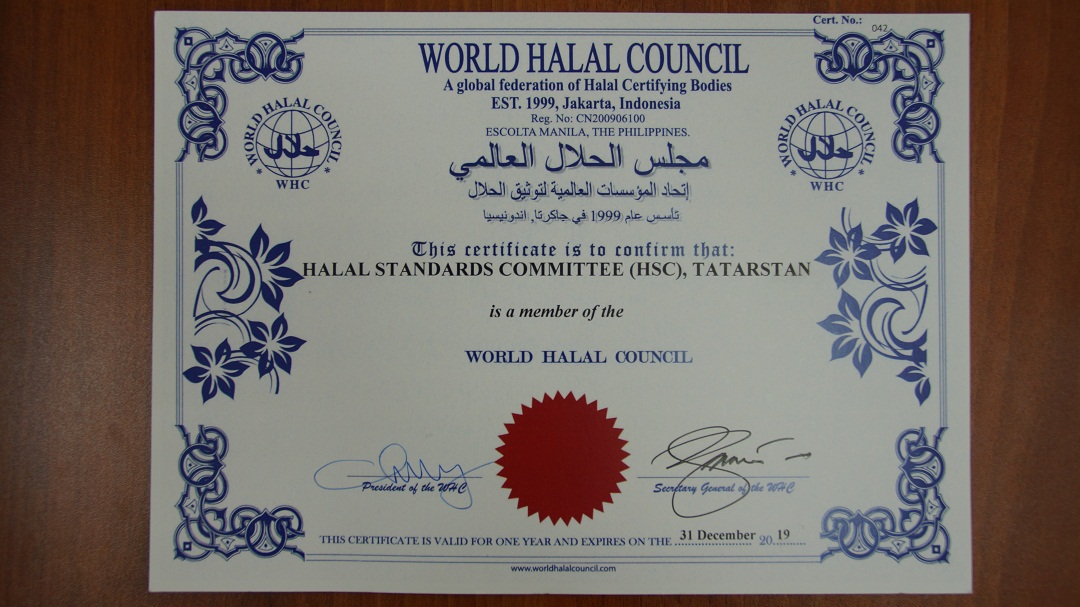 Cert. No.: 042
WORLD HALAL COUNCIL
A global federation of Halal Certifying Bodies
EST. 1999, Jakarta, Indonesia
Reg. No: CN200906100
ESCOLTA MANILA, THE PHILIPPINES.
WORLD HALAL COUNCIL
حلال
WHC
WORLD HALAL COUNCIL
حلال
WHC
مجلس الحلال العالمي
إتحاد المؤسسات العالمية لتوثيق الحلال
تأسس عام 1999 في جاكرتا, اندونيسيا
This certificate is to confirm that:
HALAL STANDARDS COMMITTEE (HSC), TATARSTAN
is a member of the
WORLD HALAL COUNCIL
President of the WHC
Secretary General of the WHC
THIS CERTIFICATE IS VALID FOR ONE YEAR AND EXPIRES ON THE 31 December 20 19
www.worldhalalcouncil.com